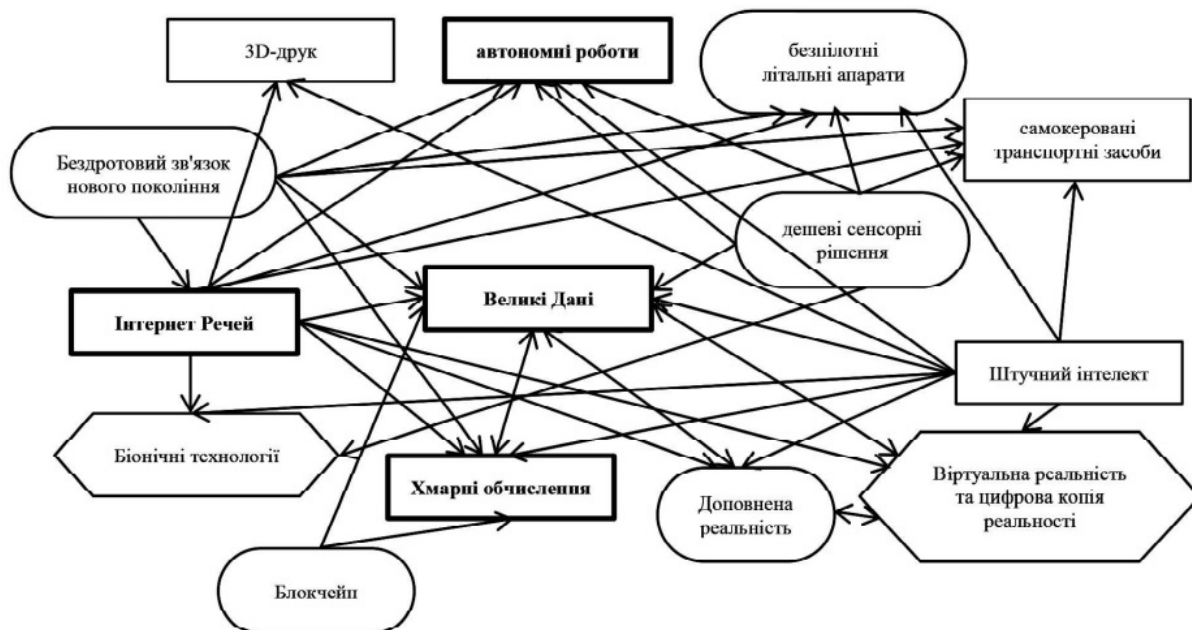 3D-друк
автономні роботи
безпілотні
літальні апарати
самокеровані
транспортні засоби
Бездротовий зв'язок
нового покоління
дешеві сенсорні
рішення
Великі Дані
Інтернет Речей
Штучний інтелект
Біонічні технології
Хмарні обчислення
Доповнена
реальність
Віртуальна реальність
та цифрова копія
реальності
Блокчейн